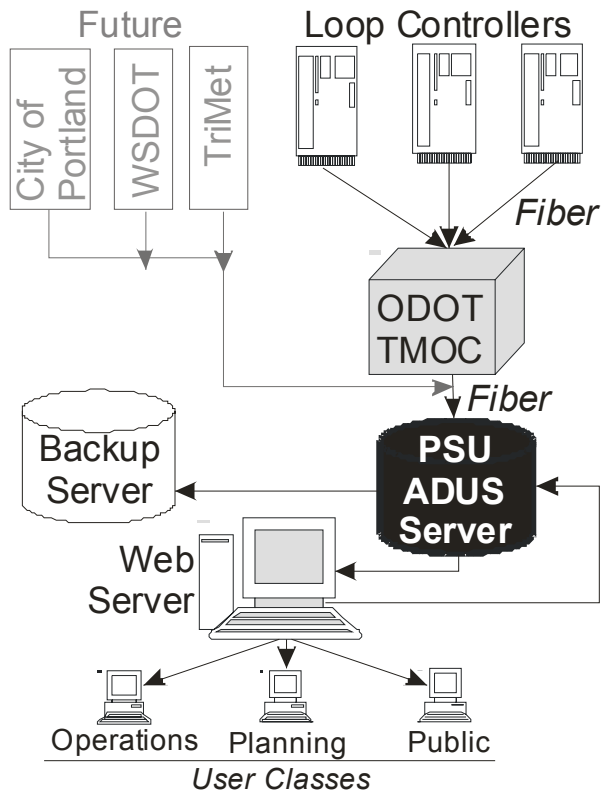 Future
Loop Controllers
City of
Portland
WSDOT
TriMet
Fiber
ODOT
TMOC
Fiber
Backup
Server
PSU
ADUS
Server
Web
Server
Operations
Planning
Public
User Classes